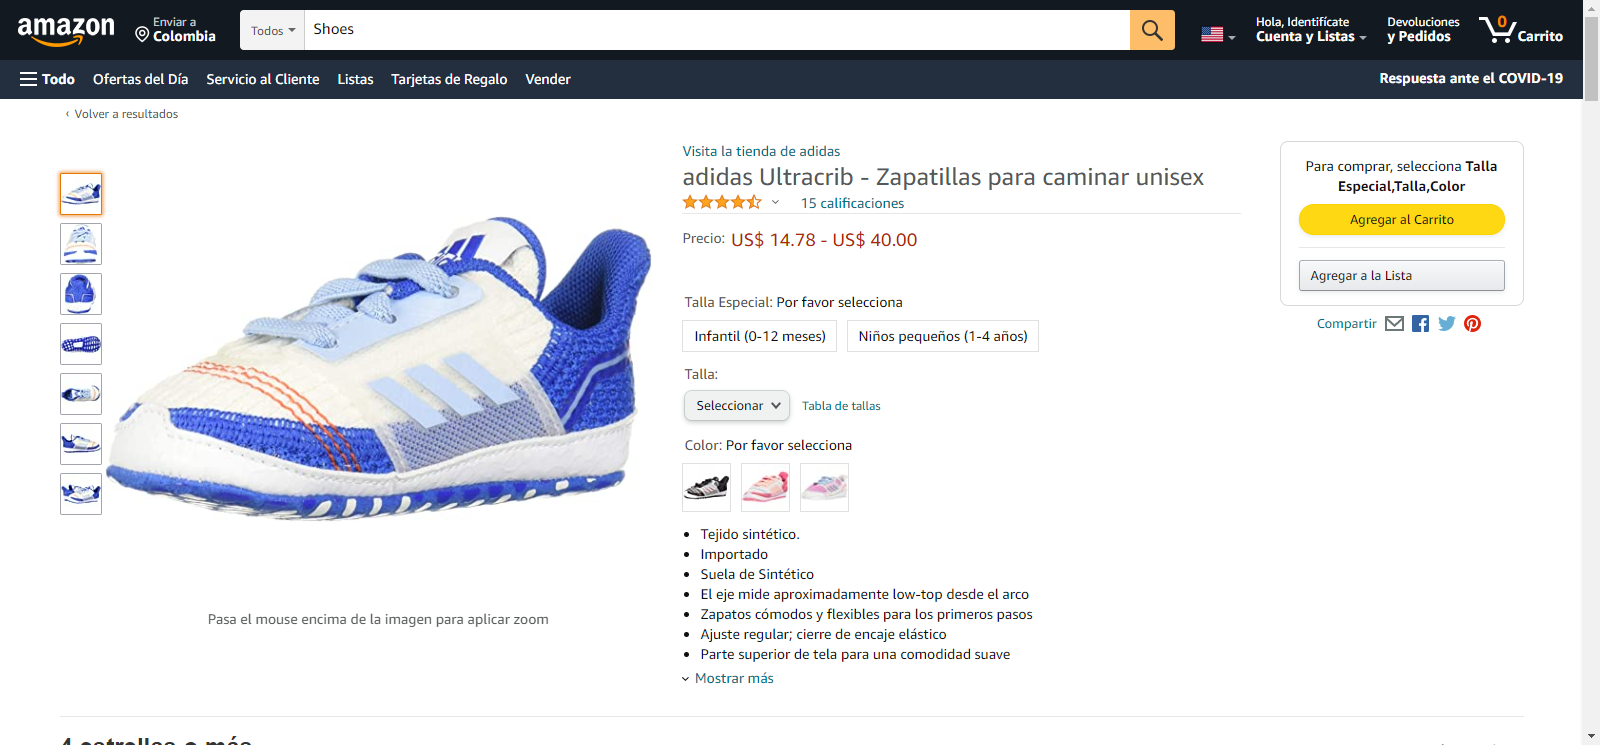 amazon
Enviar a
Colombia
Todos
Shoes
Hola, Identifícate
Cuenta y Listas
Devoluciones
y Pedidos
0
Carrito
Todo
Ofertas del Día
Servicio al Cliente
Listas
Tarjetas de Regalo
Vender
Respuesta ante el COVID-19
‹ Volver a resultados
Visita la tienda de adidas
adidas Ultracrib - Zapatillas para caminar unisex
15 calificaciones
Precio: US$ 14.78 - US$ 40.00
Talla Especial: Por favor selecciona
Infantil (0-12 meses)
Niños pequeños (1-4 años)
Talla:
Seleccionar
Tabla de tallas
Color: Por favor selecciona
Tejido sintético.
Importado
Suela de Sintético
El eje mide aproximadamente low-top desde el arco
Zapatos cómodos y flexibles para los primeros pasos
Ajuste regular; cierre de encaje elástico
Parte superior de tela para una comodidad suave
Mostrar más
Pasa el mouse encima de la imagen para aplicar zoom
Para comprar, selecciona Talla
Especial,Talla,Color
Agregar al Carrito
Agregar a la Lista
Compartir
4 estrellas o más